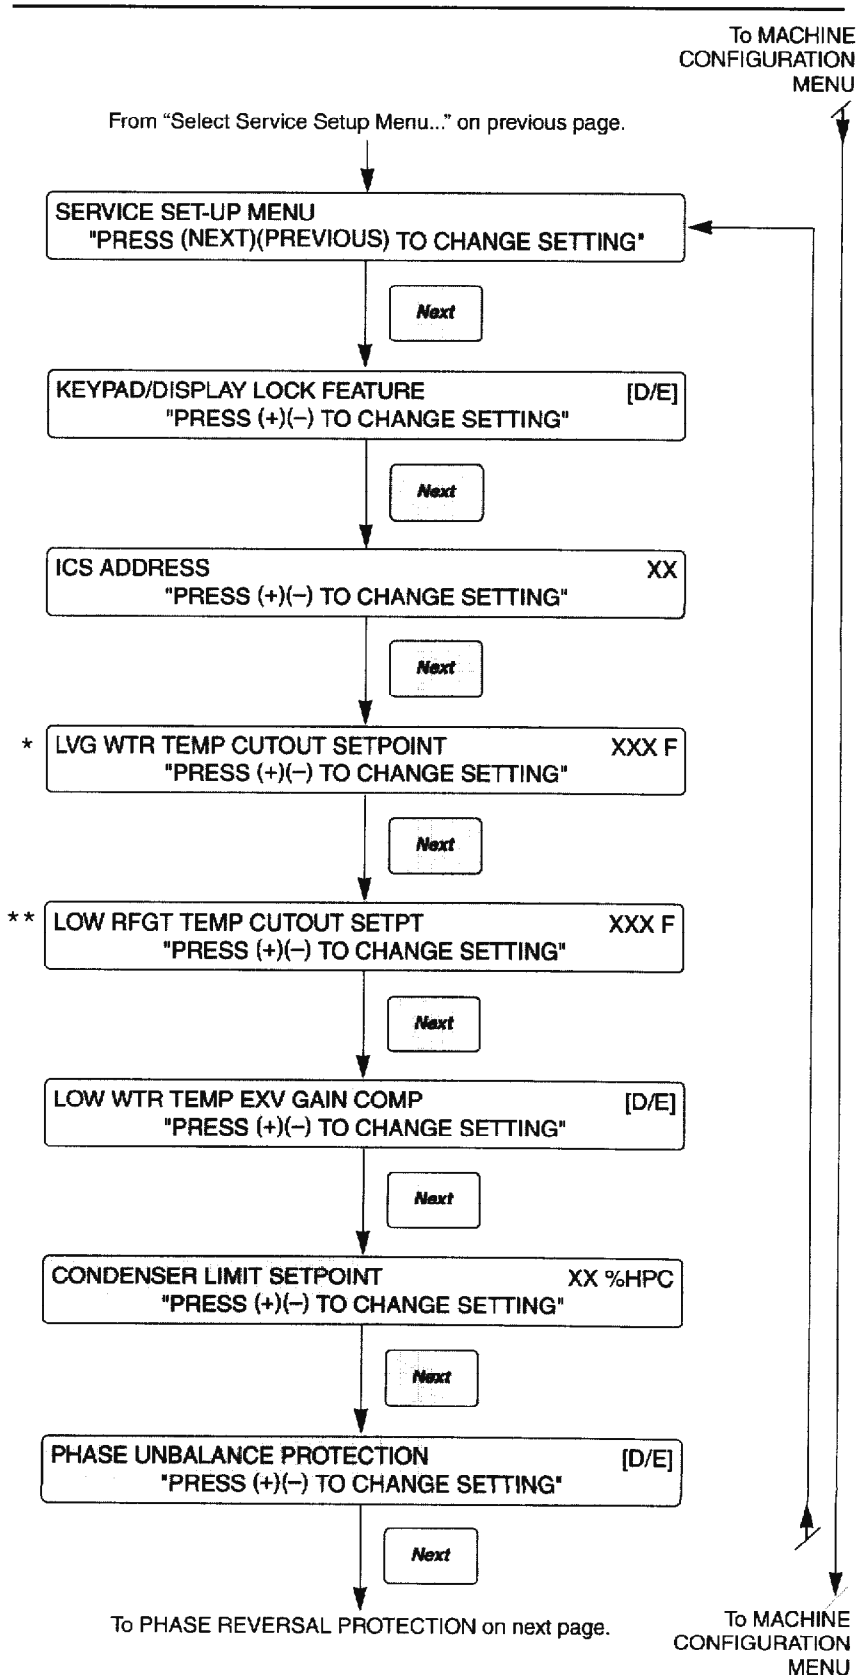 To MACHINE
CONFIGURATION
MENU
From "Select Service Setup Menu..." on previous page.
SERVICE SET-UP MENU
"PRESS (NEXT)(PREVIOUS) TO CHANGE SETTING"
Next
KEYPAD/DISPLAY LOCK FEATURE [D/E]
"PRESS (+)(–) TO CHANGE SETTING"
Next
ICS ADDRESS XX
"PRESS (+)(–) TO CHANGE SETTING"
Next
* LVG WTR TEMP CUTOUT SETPOINT XXX F
"PRESS (+)(–) TO CHANGE SETTING"
Next
** LOW RFGT TEMP CUTOUT SETPT XXX F
"PRESS (+)(–) TO CHANGE SETTING"
Next
LOW WTR TEMP EXV GAIN COMP [D/E]
"PRESS (+)(–) TO CHANGE SETTING"
Next
CONDENSER LIMIT SETPOINT XX %HPC
"PRESS (+)(–) TO CHANGE SETTING"
Next
PHASE UNBALANCE PROTECTION [D/E]
"PRESS (+)(–) TO CHANGE SETTING"
Next
To PHASE REVERSAL PROTECTION on next page.
To MACHINE
CONFIGURATION
MENU